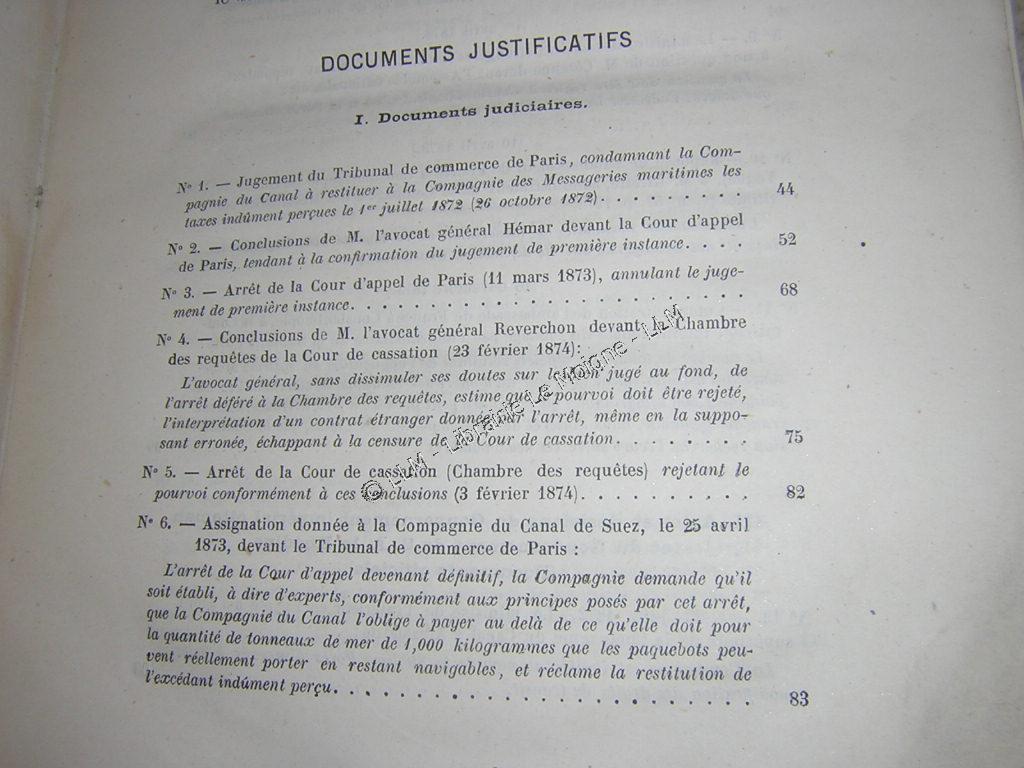 DOCUMENTS JUSTIFICATIFS
I. Documents judiciaires.
N° 1. — Jugement du Tribunal de commerce de Paris, condamnant la Com-
pagnie du Canal à restituer à la Compagnie des Messageries maritimes les
taxes indûment perçues le 1er juillet 1872 (26 octobre 1872). . . . . . . . . 44
N° 2. — Conclusions de M. l'avocat général Hémar devant la Cour d'appel
de Paris, tendant à la confirmation du jugement de première instance. . . . 52
N° 3. — Arrêt de la Cour d'appel de Paris (11 mars 1873), annulant le juge-
ment de première instance. . . . . . . . . . . . . . . . . . . . . . 68
N° 4. — Conclusions de M. l'avocat général Reverchon devant la Chambre
des requêtes de la Cour de cassation (23 février 1874):
L'avocat général, sans dissimuler ses doutes sur le bien jugé au fond, de
l'arrêt déféré à la Chambre des requêtes, estime que le pourvoi doit être rejeté,
l'interprétation d'un contrat étranger donnée par l'arrêt, même en la suppo-
sant erronée, échappant à la censure de la Cour de cassation. . . . . . . . 75
N° 5. — Arrêt de la Cour de cassation (Chambre des requêtes) rejetant le
pourvoi conformément à ces conclusions (3 février 1874). . . . . . . . . . 82
N° 6. — Assignation donnée à la Compagnie du Canal de Suez, le 25 avril
1873, devant le Tribunal de commerce de Paris :
L'arrêt de la Cour d'appel devenant définitif, la Compagnie demande qu'il
soit établi, à dire d'experts, conformément aux principes posés par cet arrêt,
que la Compagnie du Canal l'oblige à payer au delà de ce qu'elle doit pour
la quantité de tonneaux de mer de 1,000 kilogrammes que les paquebots peu-
vent réellement porter en restant navigables, et réclame la restitution de
l'excédant indûment perçu. . . . . . . . . . . . . . . . . . . . . . 83
© LLM - Librairie Le Moigne - LLM